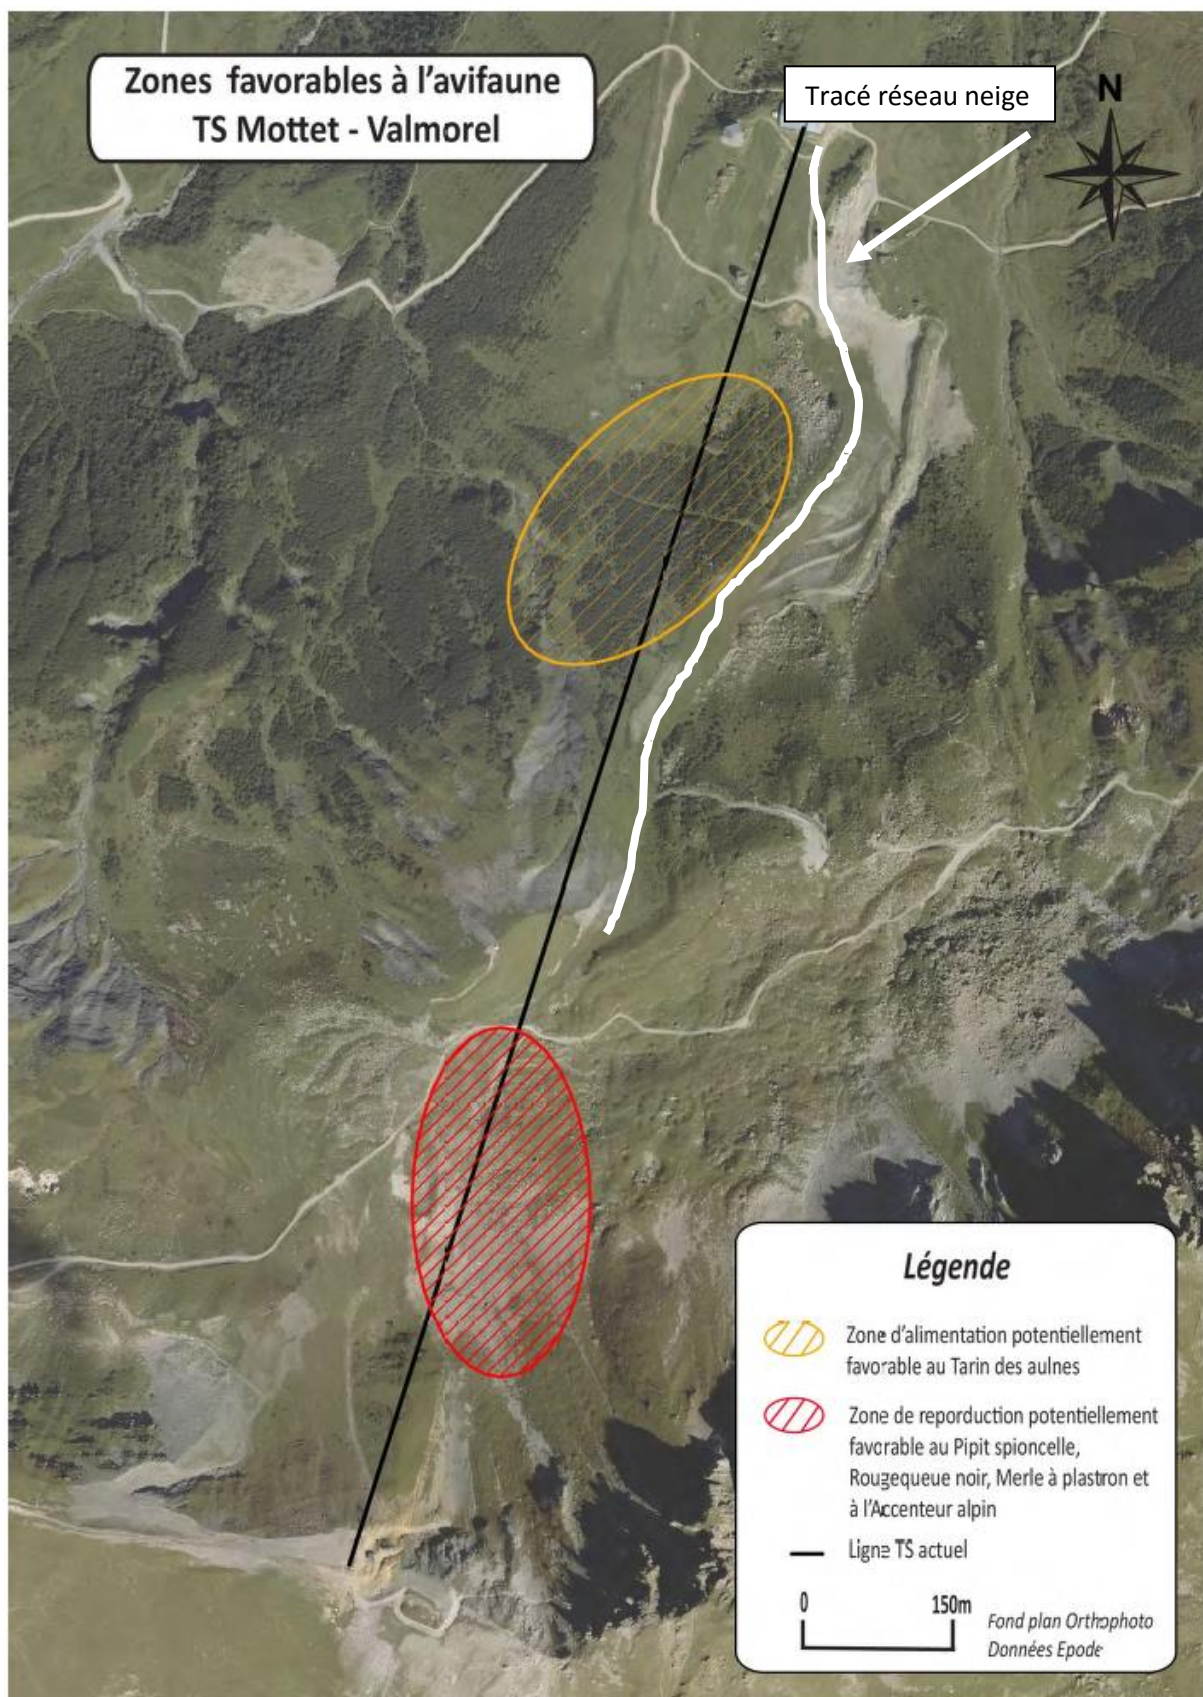 Zones favorables à l'avifaune
TS Mottet - Valmorel
Tracé réseau neige
N
Légende
Zone d'alimentation potentiellement
favorable au Tarin des aulnes
Zone de reporduction potentiellement
favorable au Pipit spioncelle,
Rougequeue noir, Merle à plastron et
à l'Accenteur alpin
Ligne TS actuel
0 150m
Fond plan Orthophoto
Données Epode